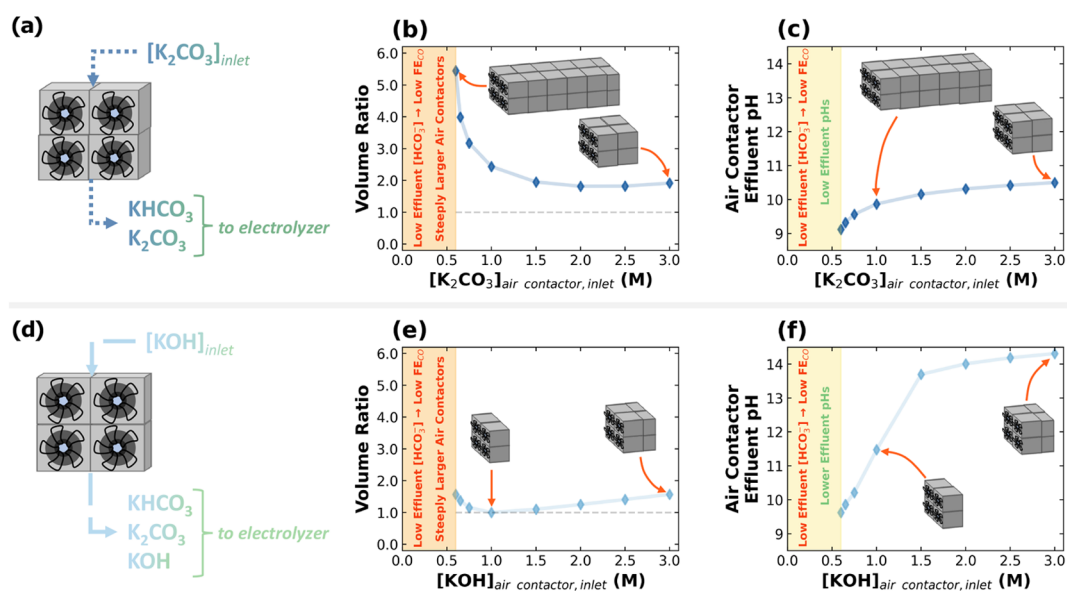 (a)
[K₂CO₃]inlet
KHCO₃
K₂CO₃
to electrolyzer
(b)
Volume Ratio
6.0
5.0
4.0
3.0
2.0
1.0
0.0
Low Effluent [HCO₃⁻] → Low FE_CO
Steeply Larger Air Contactors
0.0 0.5 1.0 1.5 2.0 2.5 3.0
[K₂CO₃]air contactor, inlet (M)
(c)
Air Contactor
Effluent pH
14
13
12
11
10
9
Low Effluent [HCO₃⁻] → Low FE_CO
Low Effluent pHs
0.0 0.5 1.0 1.5 2.0 2.5 3.0
[K₂CO₃]air contactor, inlet (M)
(d)
[KOH]inlet
KHCO₃
K₂CO₃
KOH
to electrolyzer
(e)
Volume Ratio
6.0
5.0
4.0
3.0
2.0
1.0
0.0
Low Effluent [HCO₃⁻] → Low FE_CO
Steeply Larger Air Contactors
0.0 0.5 1.0 1.5 2.0 2.5 3.0
[KOH]air contactor, inlet (M)
(f)
Air Contactor
Effluent pH
14
13
12
11
10
9
Low Effluent [HCO₃⁻] → Low FE_CO
Lower Effluent pHs
0.0 0.5 1.0 1.5 2.0 2.5 3.0
[KOH]air contactor, inlet (M)